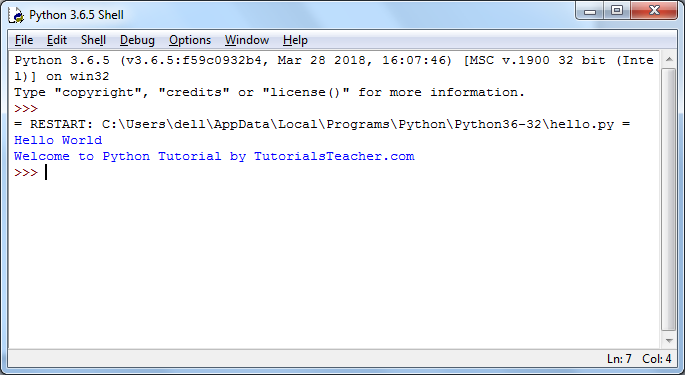 Python 3.6.5 Shell
File Edit Shell Debug Options Window Help
Python 3.6.5 (v3.6.5:f59c0932b4, Mar 28 2018, 16:07:46) [MSC v.1900 32 bit (Inte
l)] on win32
Type "copyright", "credits" or "license()" for more information.
>>>
= RESTART: C:\Users\dell\AppData\Local\Programs\Python\Python36-32\hello.py =
Hello World
Welcome to Python Tutorial by TutorialsTeacher.com
>>>
Ln: 7 Col: 4